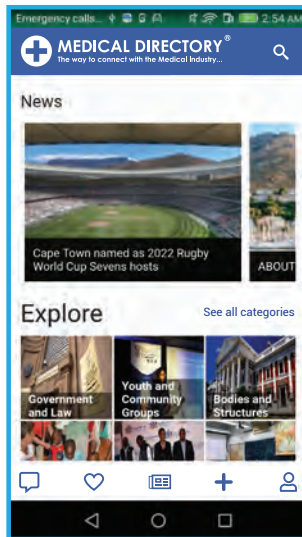 Emergency calls... 2:54 AM
MEDICAL DIRECTORY®
The way to connect with the Medical Industry...
News
Cape Town named as 2022 Rugby
World Cup Sevens hosts
ABOUT
Explore
See all categories
Government
and Law
Youth and
Community
Groups
Bodies and
Structures